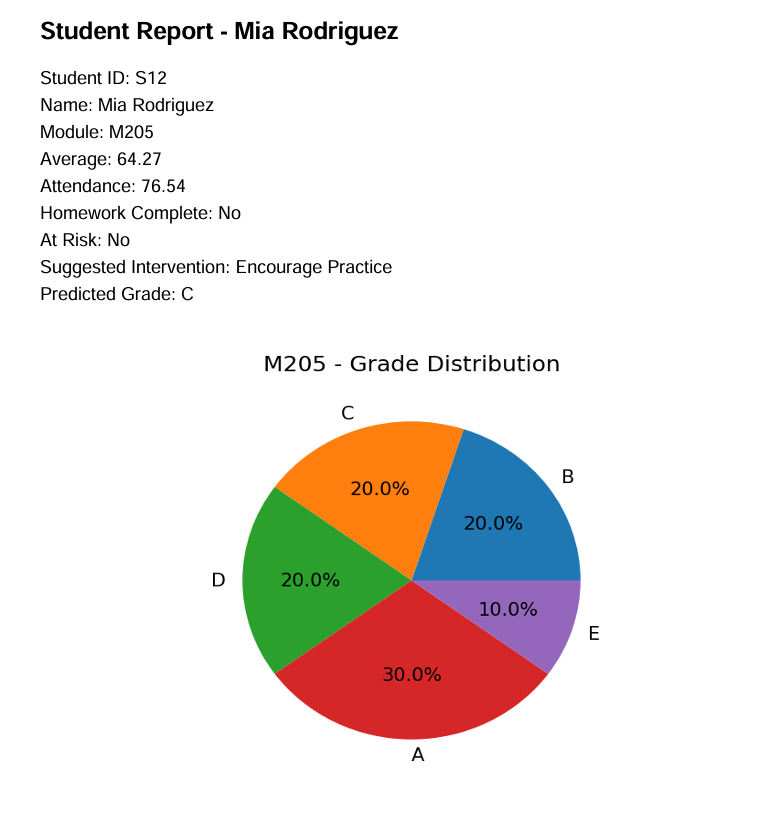 Student Report - Mia Rodriguez
Student ID: S12
Name: Mia Rodriguez
Module: M205
Average: 64.27
Attendance: 76.54
Homework Complete: No
At Risk: No
Suggested Intervention: Encourage Practice
Predicted Grade: C
M205 - Grade Distribution
C
B
20.0%
20.0%
D
20.0%
10.0%
E
30.0%
A